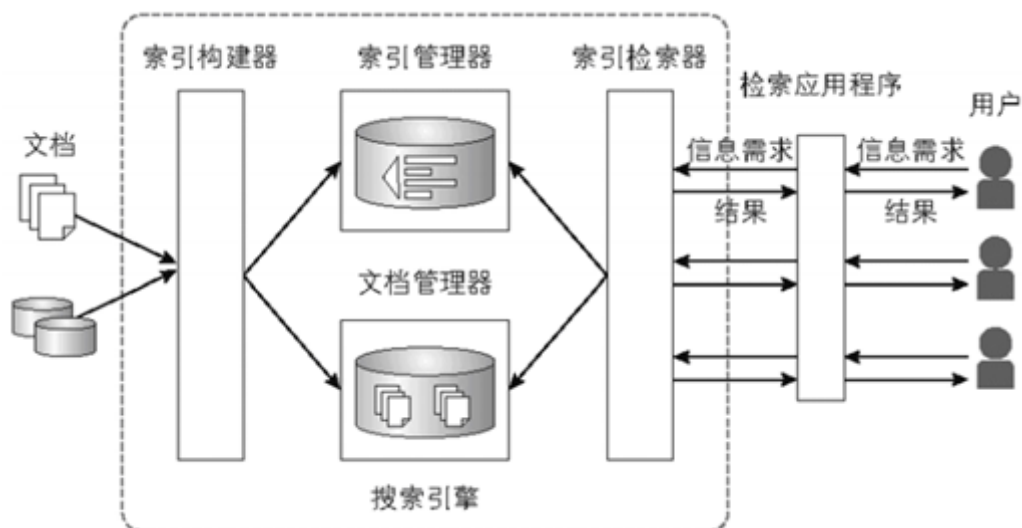 索引构建器
索引管理器
索引检索器
检索应用程序
用户
文档
信息需求
信息需求
结果
结果
文档管理器
搜索引擎